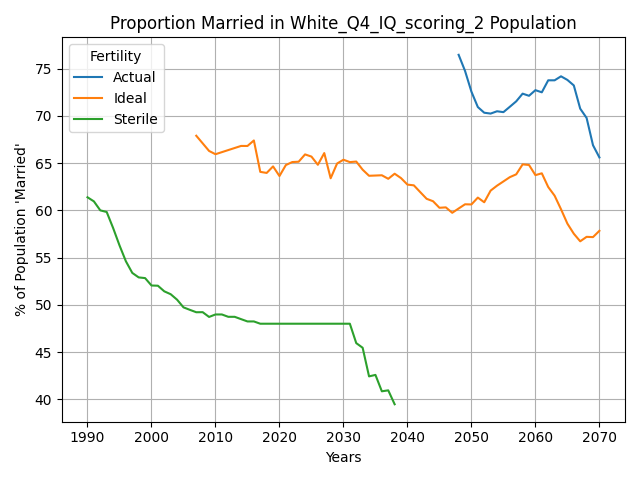 Proportion Married in White_Q4_IQ_scoring_2 Population
Fertility
Actual
Ideal
Sterile
% of Population 'Married'
75
70
65
60
55
50
45
40
1990
2000
2010
2020
2030
2040
2050
2060
2070
Years